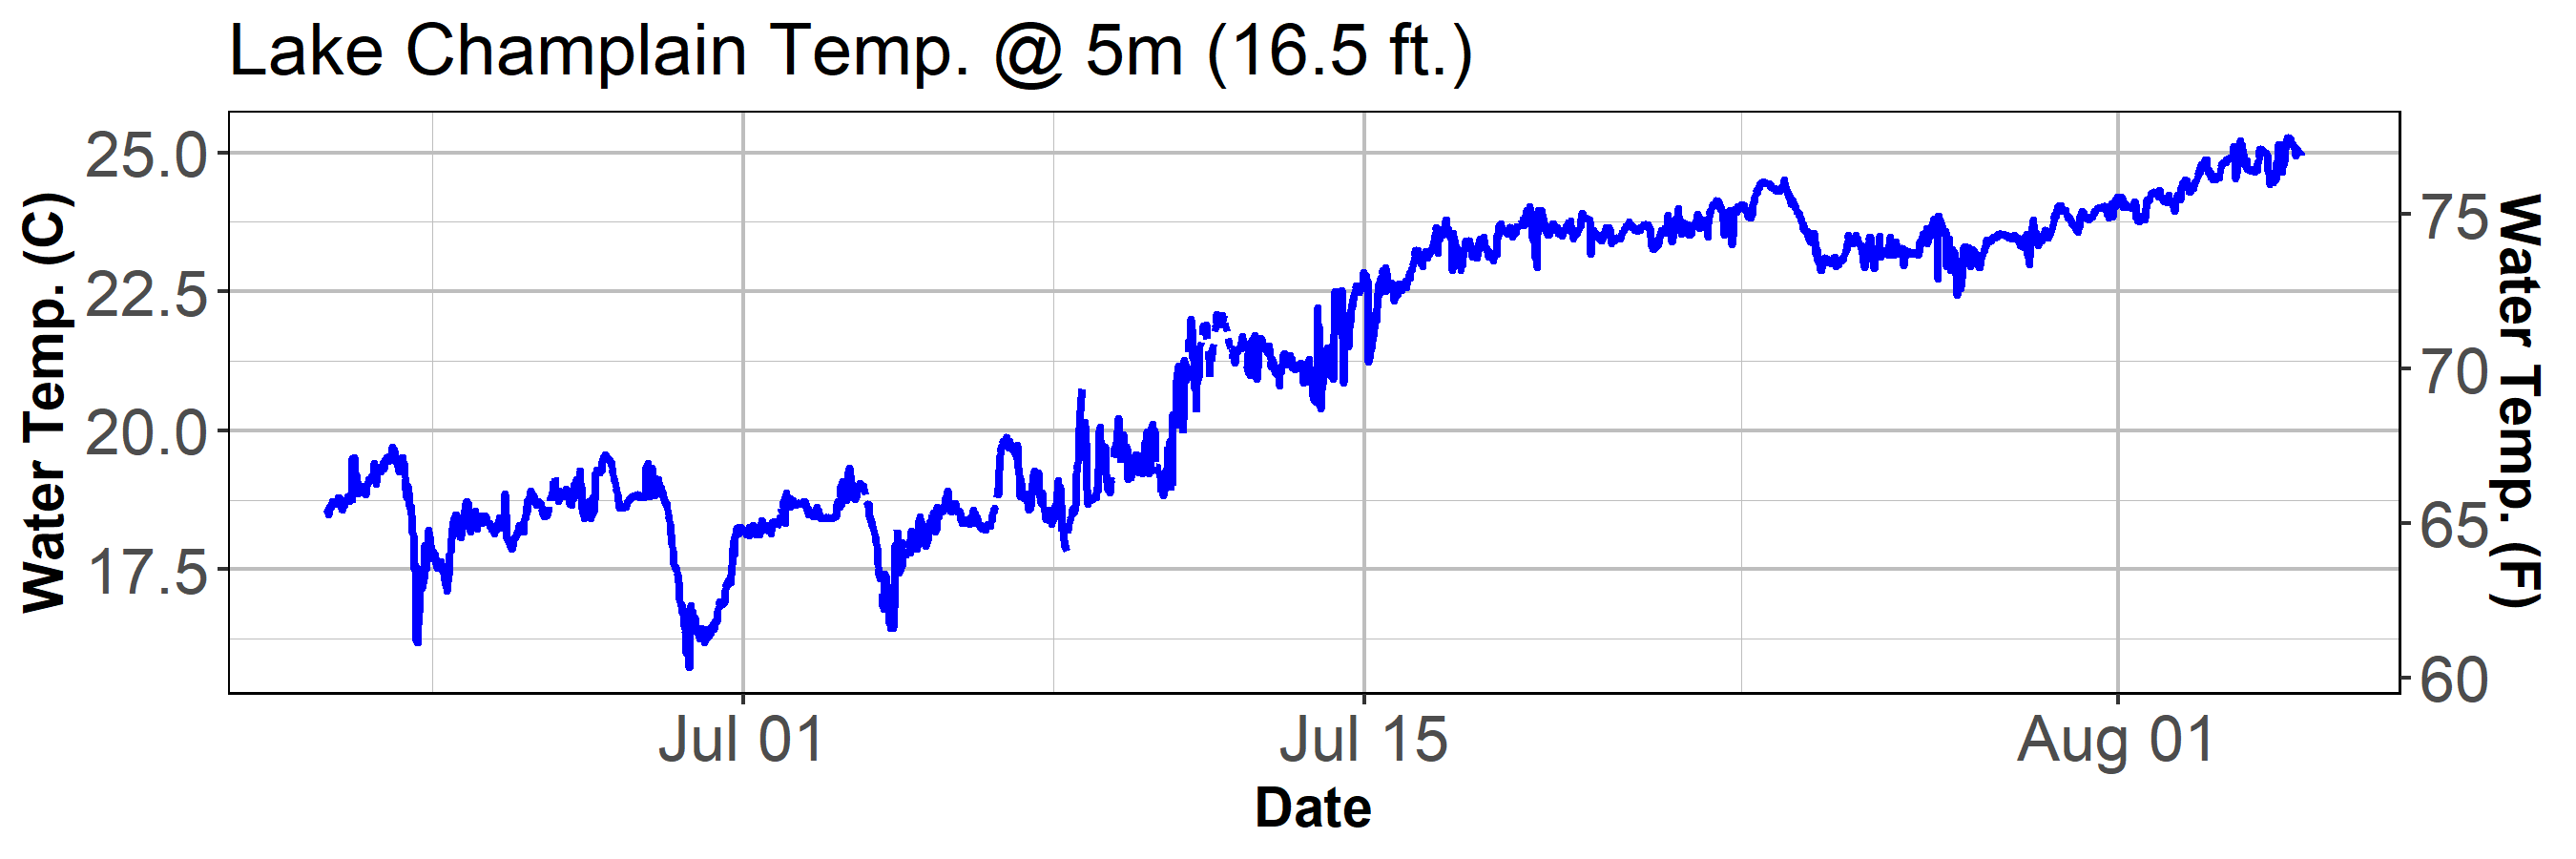 Lake Champlain Temp. @ 5m (16.5 ft.)
Water Temp. (C)
25.0
22.5
20.0
17.5
75
70
65
60
Water Temp. (F)
Jul 01
Jul 15
Aug 01
Date